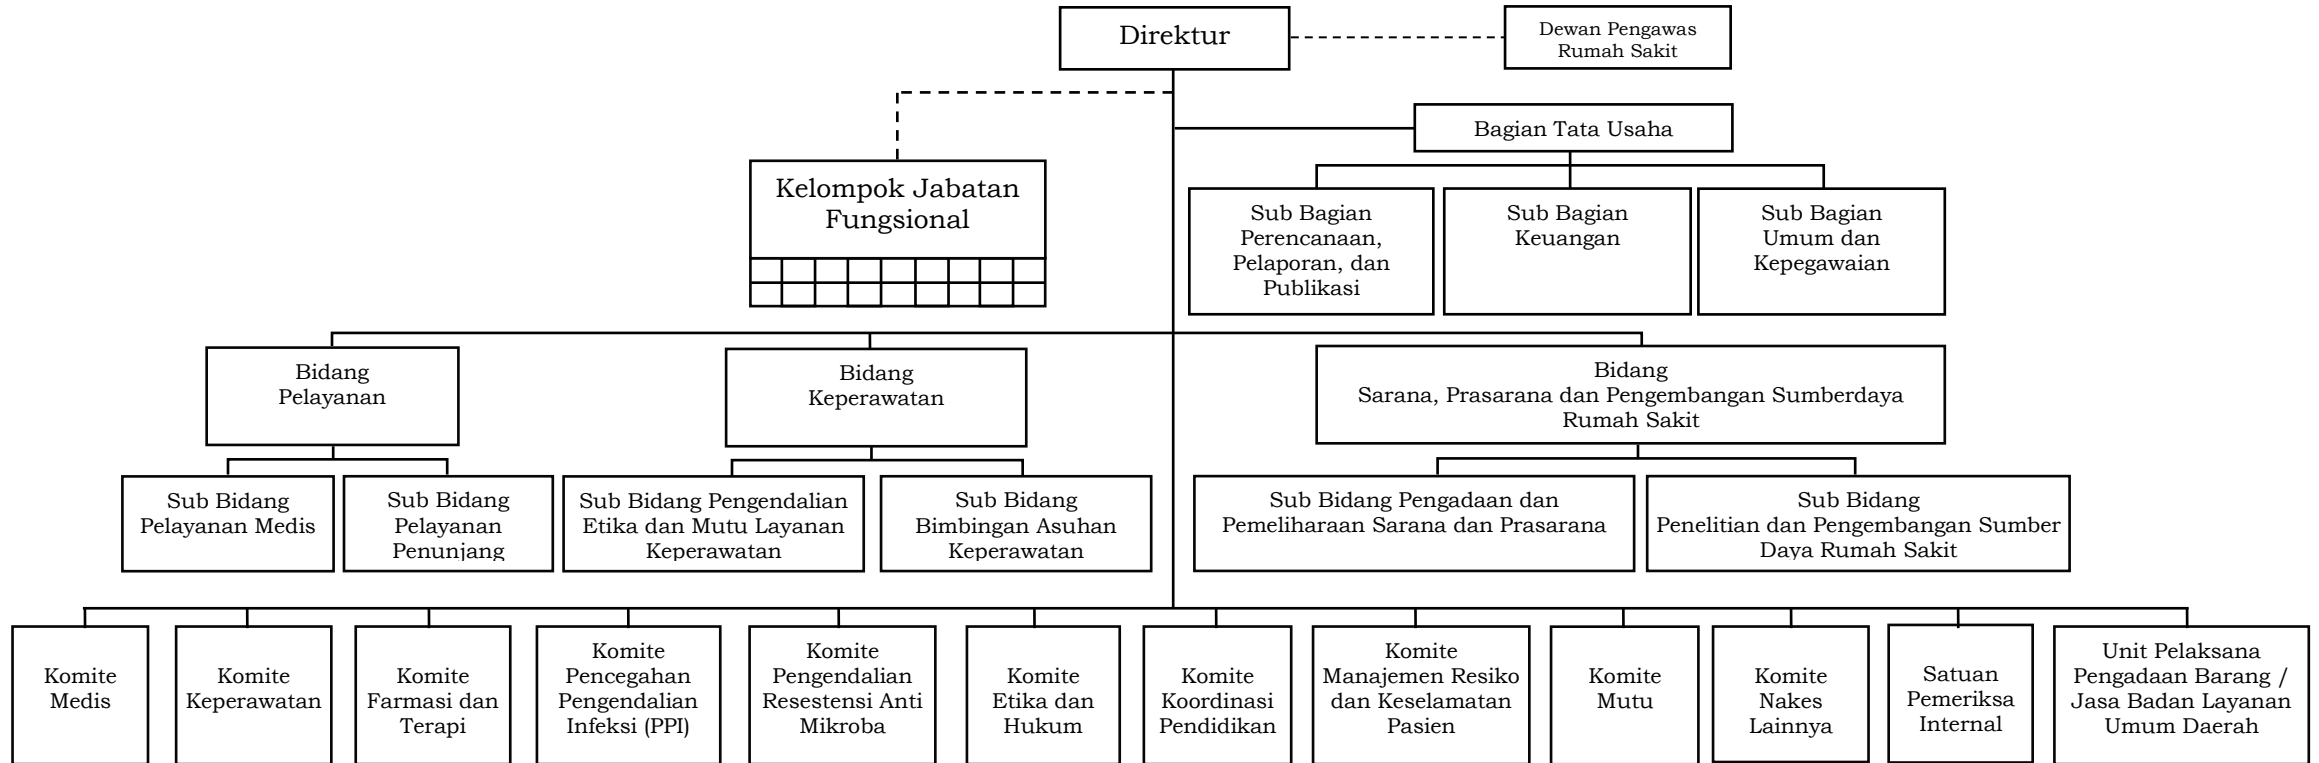 Direktur
Dewan Pengawas
Rumah Sakit
Bagian Tata Usaha
Kelompok Jabatan
Fungsional
Sub Bagian
Perencanaan,
Pelaporan, dan
Publikasi
Sub Bagian
Keuangan
Sub Bagian
Umum dan
Kepegawaian
Bidang
Pelayanan
Bidang
Keperawatan
Bidang
Sarana, Prasarana dan Pengembangan Sumberdaya
Rumah Sakit
Sub Bidang
Pelayanan Medis
Sub Bidang
Pelayanan
Penunjang
Sub Bidang Pengendalian
Etika dan Mutu Layanan
Keperawatan
Sub Bidang
Bimbingan Asuhan
Keperawatan
Sub Bidang Pengadaan dan
Pemeliharaan Sarana dan Prasarana
Sub Bidang
Penelitian dan Pengembangan Sumber
Daya Rumah Sakit
Komite
Medis
Komite
Keperawatan
Komite
Farmasi dan
Terapi
Komite
Pencegahan
Pengendalian
Infeksi (PPI)
Komite
Pengendalian
Resestensi Anti
Mikroba
Komite
Etika dan
Hukum
Komite
Koordinasi
Pendidikan
Komite
Manajemen Resiko
dan Keselamatan
Pasien
Komite
Mutu
Komite
Nakes
Lainnya
Satuan
Pemeriksa
Internal
Unit Pelaksana
Pengadaan Barang /
Jasa Badan Layanan
Umum Daerah